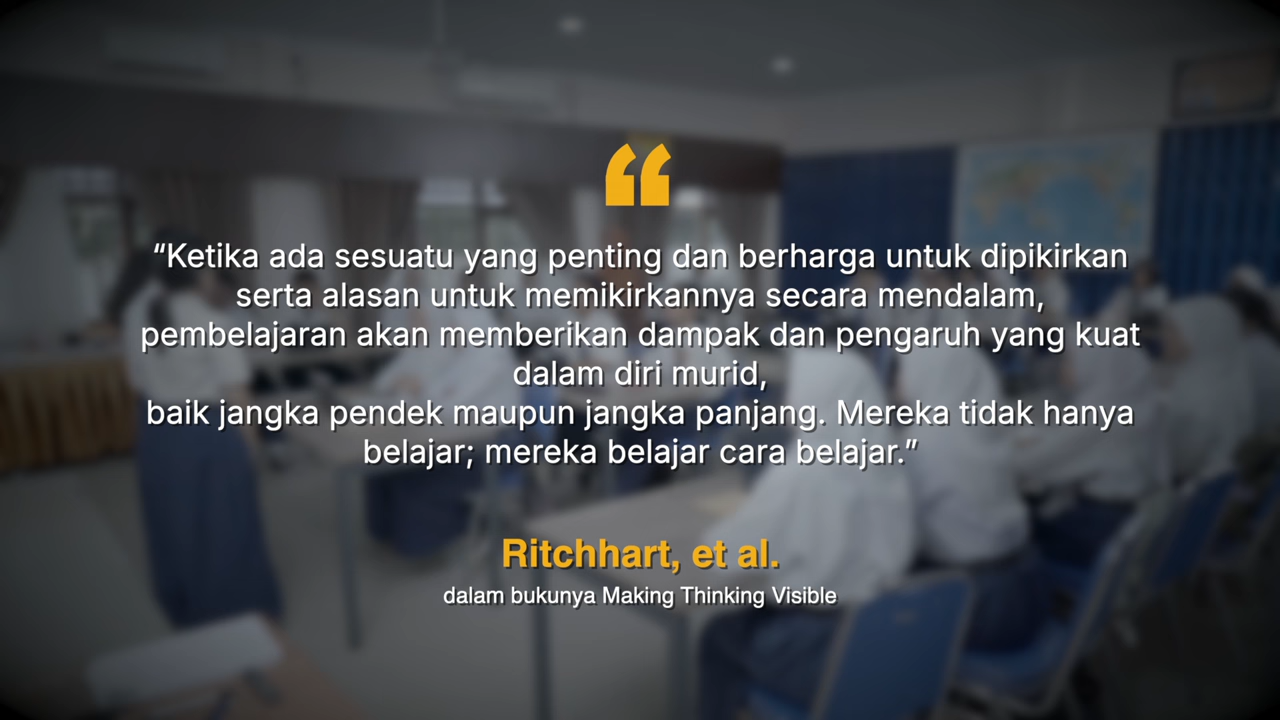 “Ketika ada sesuatu yang penting dan berharga untuk dipikirkan
serta alasan untuk memikirkannya secara mendalam,
pembelajaran akan memberikan dampak dan pengaruh yang kuat
dalam diri murid,
baik jangka pendek maupun jangka panjang. Mereka tidak hanya
belajar; mereka belajar cara belajar.”
Ritchhart, et al.
dalam bukunya Making Thinking Visible